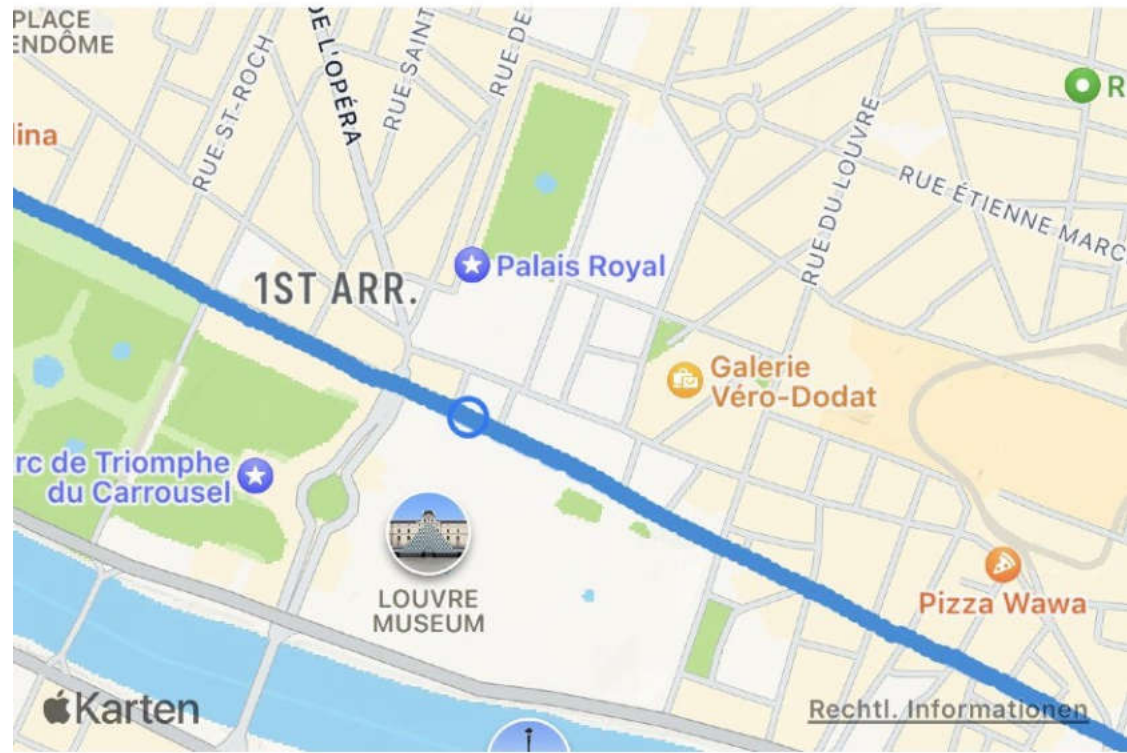 PLACE
ENDÔME
DE L'OPÉRA
RUE SAINT
RUE DE
R
ina
RUE ST-ROCH
RUE DU LOUVRE
RUE ÉTIENNE MARC
Palais Royal
1ST ARR.
Galerie
Véro-Dodat
rc de Triomphe
du Carrousel
LOUVRE
MUSEUM
Pizza Wawa
Karten
Rechtl. Informationen